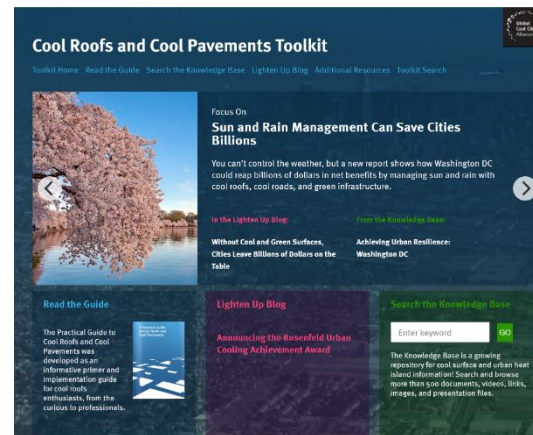 Global
Cool Cities
Alliance
Cool Roofs and Cool Pavements Toolkit
Toolkit Home Read the Guide Search the Knowledge Base Lighten Up Blog Additional Resources Toolkit Search
Focus On
Sun and Rain Management Can Save Cities
Billions
You can't control the weather, but a new report shows how Washington DC
could reap billions of dollars in net benefits by managing sun and rain with
cool roofs, cool roads, and green infrastructure.
In the Lighten Up Blog:
Without Cool and Green Surfaces,
Cities Leave Billions of Dollars on the
Table
From the Knowledge Base:
Achieving Urban Resilience:
Washington DC
Read the Guide
The Practical Guide to
Cool Roofs and Cool
Pavements was
developed as an
informative primer and
implementation guide
for cool roofs
enthusiasts, from the
curious to professionals.
Lighten Up Blog
Announcing the Rosenfeld Urban
Cooling Achievement Award
Search the Knowledge Base
Enter keyword
GO
The Knowledge Base is a growing
repository for cool surface and urban heat
island information! Search and browse
more than 500 documents, videos, links,
images, and presentation files.